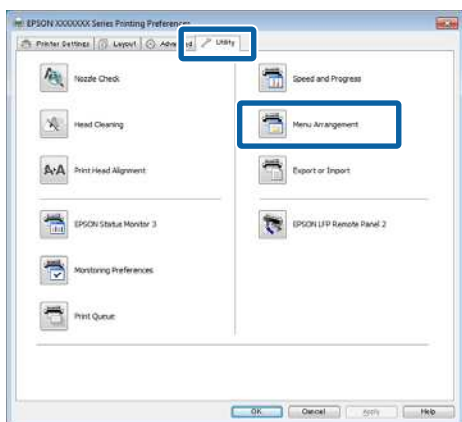 EPSON XXXXXXX Series Printing Preferences
Printer Settings Layout Advanced Utility
Nozzle Check
Speed and Progress
Head Cleaning
Menu Arrangement
Print Head Alignment
Export or Import
EPSON Status Monitor 3
EPSON LFP Remote Panel 2
Monitoring Preferences
Print Queue
OK Cancel Apply Help